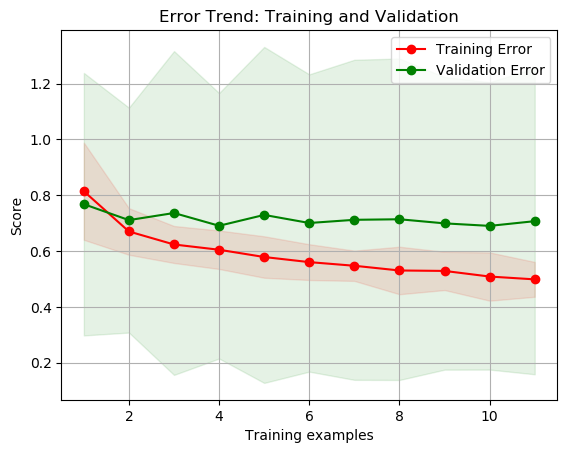 Error Trend: Training and Validation
Training Error
Validation Error
1.2
1.0
0.8
0.6
0.4
0.2
Score
2 4 6 8 10
Training examples